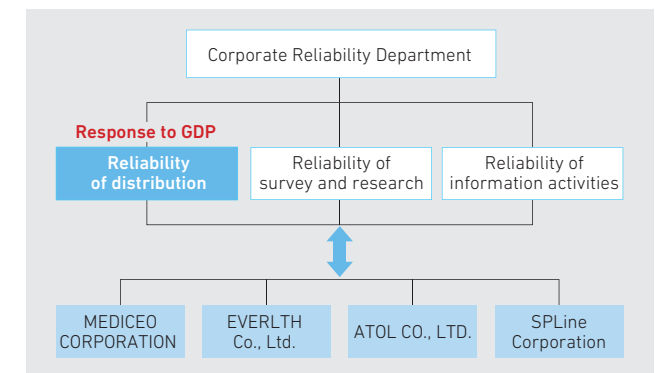 Corporate Reliability Department
Response to GDP
Reliability
of distribution
Reliability of
survey and research
Reliability of
information activities
MEDICEO
CORPORATION
EVERLTH
Co., Ltd.
ATOL CO., LTD.
SPLine
Corporation